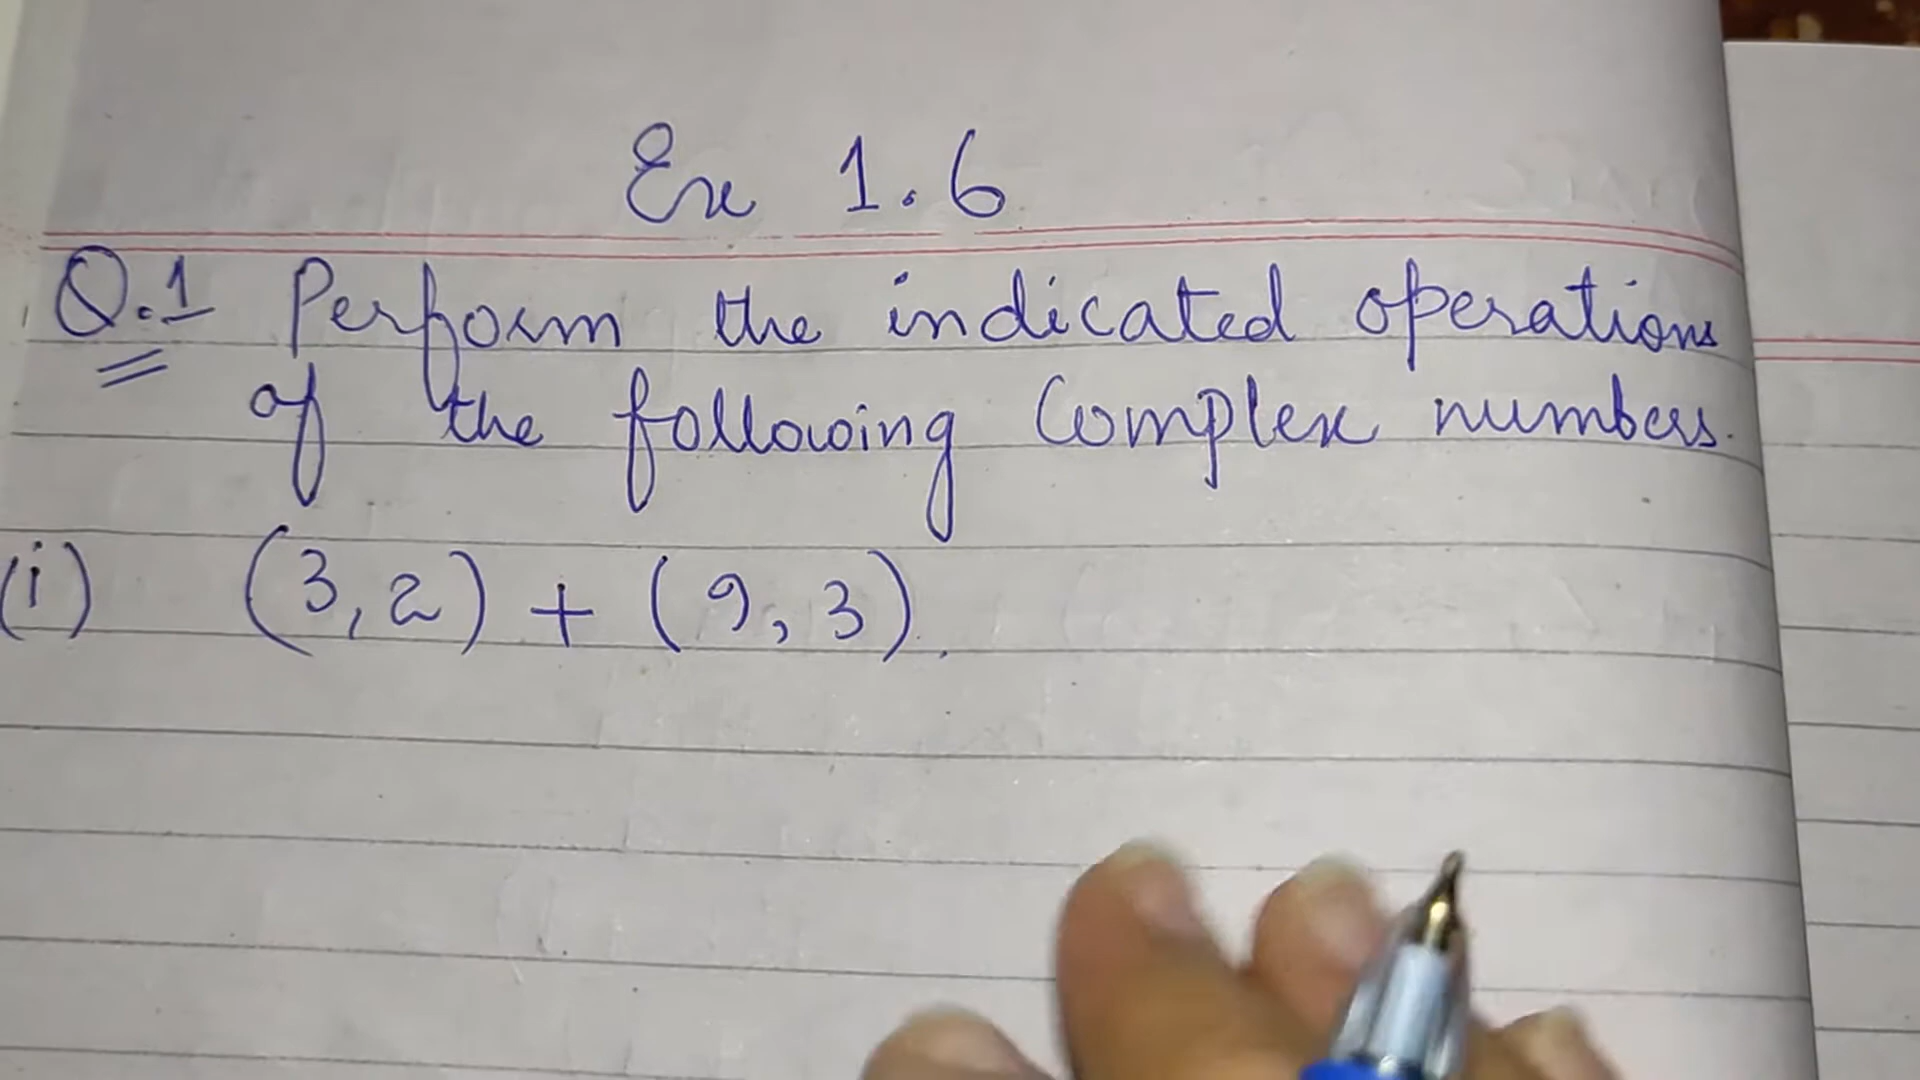 Ex 1.6
Q.1 Perform the indicated operations
of the following Complex numbers.
(i) (3,2) + (9,3).